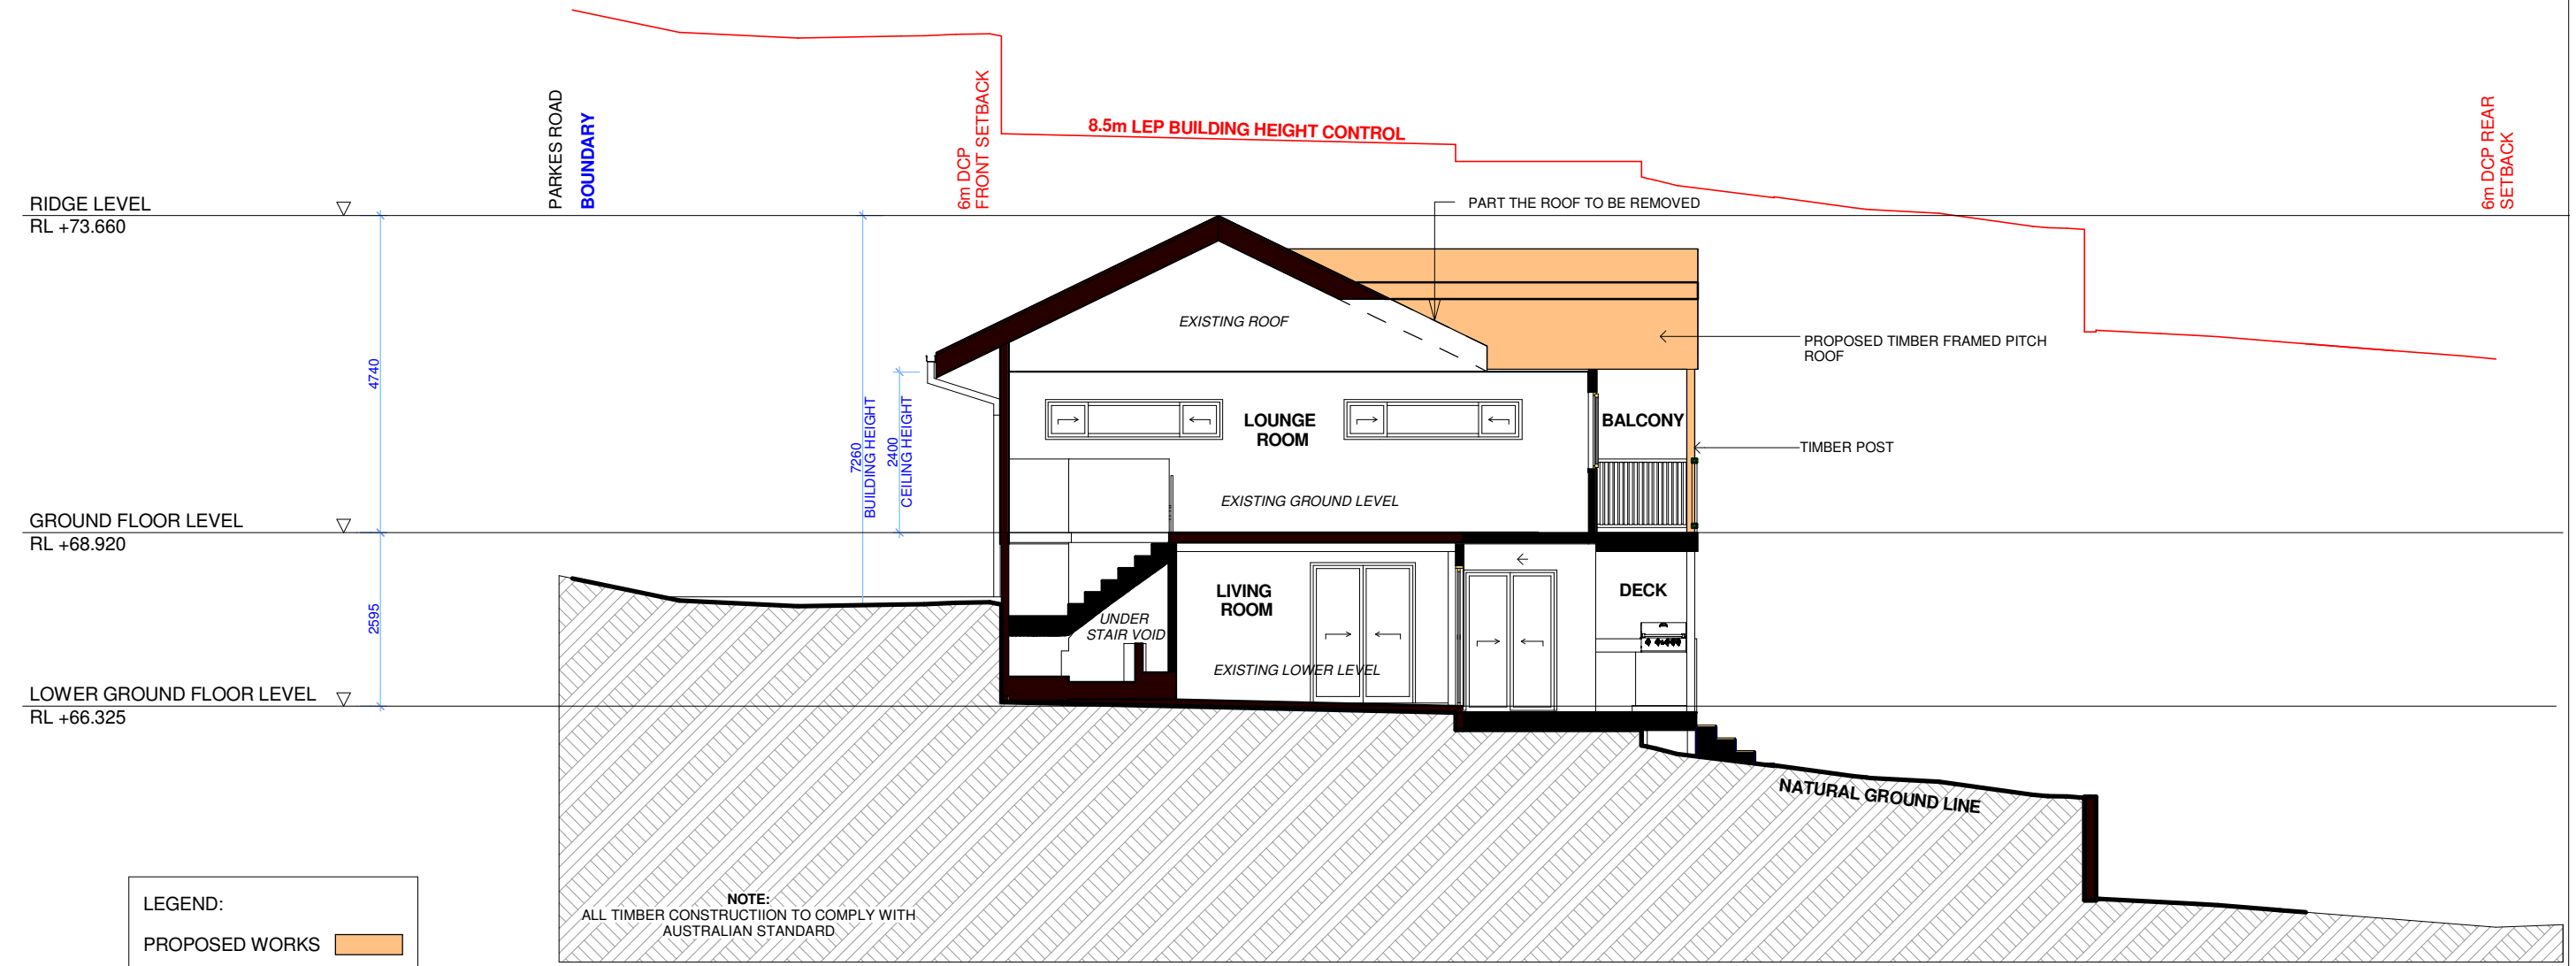 PARKES ROAD
BOUNDARY
6m DCP
FRONT SETBACK
8.5m LEP BUILDING HEIGHT CONTROL
6m DCP REAR
SETBACK
RIDGE LEVEL
RL +73.660
PART THE ROOF TO BE REMOVED
EXISTING ROOF
PROPOSED TIMBER FRAMED PITCH
ROOF
4740
7260
BUILDING HEIGHT
2400
CEILING HEIGHT
LOUNGE
ROOM
BALCONY
TIMBER POST
EXISTING GROUND LEVEL
GROUND FLOOR LEVEL
RL +68.920
2595
LIVING
ROOM
DECK
UNDER
STAIR VOID
EXISTING LOWER LEVEL
LOWER GROUND FLOOR LEVEL
RL +66.325
NATURAL GROUND LINE
NOTE:
ALL TIMBER CONSTRUCTIION TO COMPLY WITH
AUSTRALIAN STANDARD
LEGEND:
PROPOSED WORKS